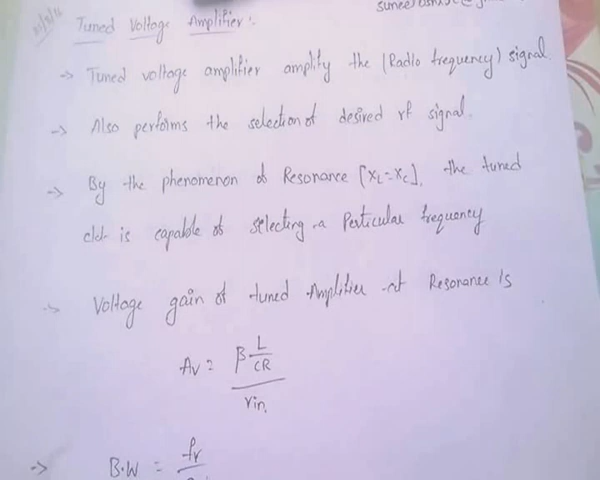 Tuned Voltage Amplifier:
-> Tuned voltage amplifier amplify the (Radio frequency) signal.
-> Also performs the selection of desired rf signal.
-> By the phenomenon of Resonance [XL = XC], the tuned
ckt is capable of selecting a Perticular frequency
-> Voltage gain of tuned Amplifier at Resonance is
Av = β L/CR / rin
-> B.W = fr